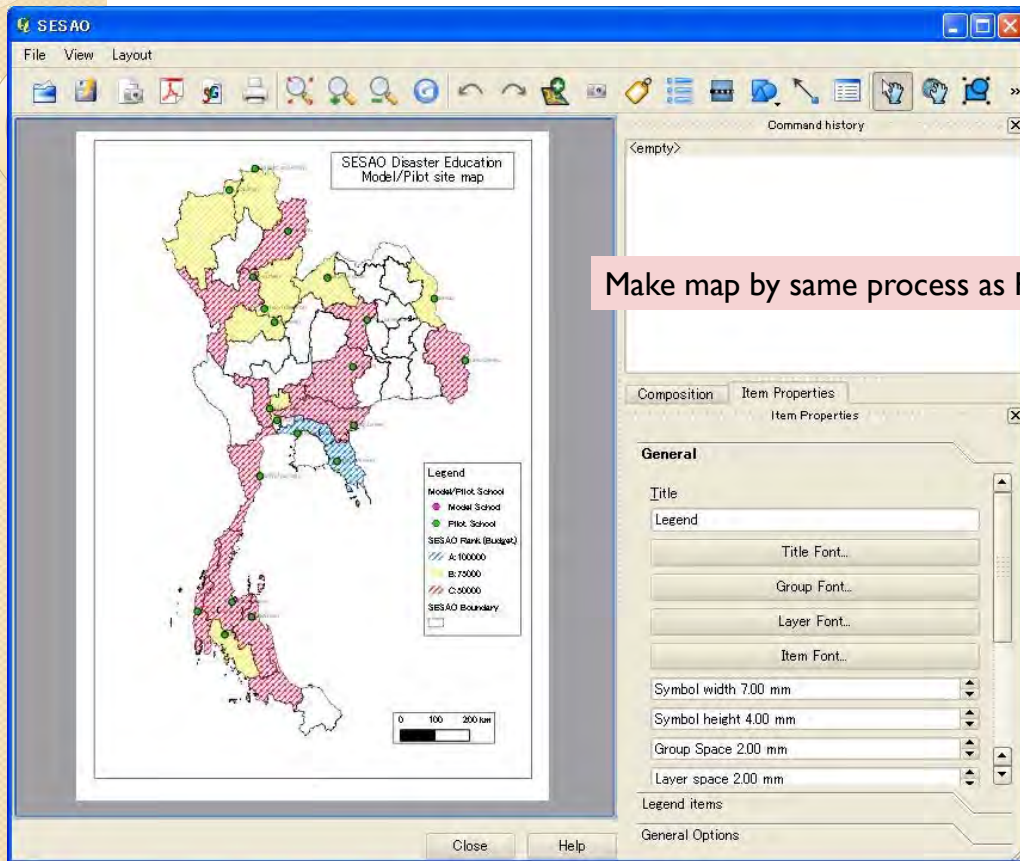 SESAO
File View Layout
SESAO Disaster Education
Model/Pilot site map
Legend
Model/Pilot School
Model School
Pilot School
SESAO Rank (Budget)
A:100000
B:75000
C:50000
SESAO Boundary
0 100 200 km
Close Help
Command history
<empty>
Make map by same process as
Composition Item Properties
Item Properties
General
Title
Legend
Title Font...
Group Font...
Layer Font...
Item Font...
Symbol width 7.00 mm
Symbol height 4.00 mm
Group Space 2.00 mm
Layer space 2.00 mm
Legend items
General Options